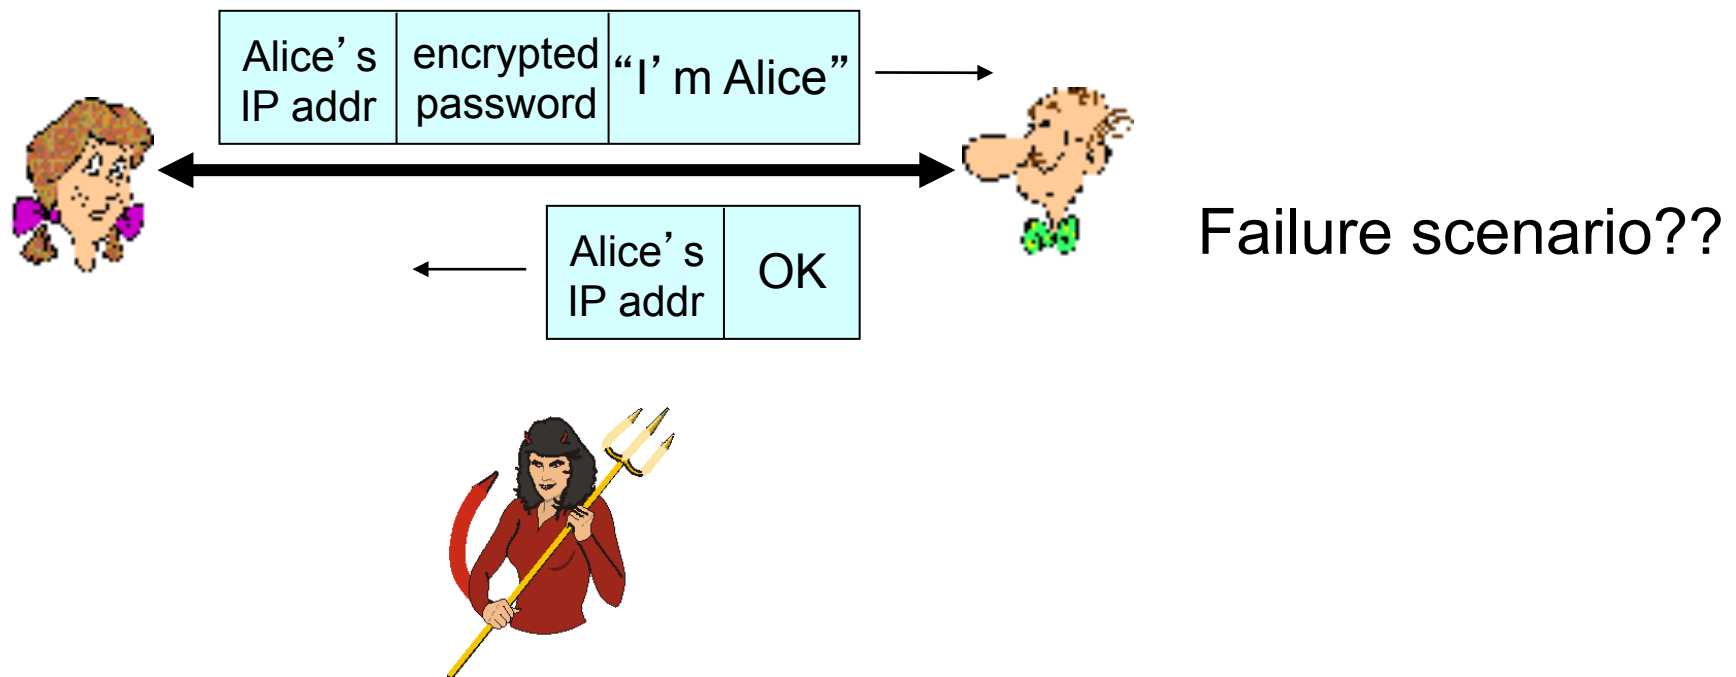 Alice’s
IP addr
encrypted
password
“I’m Alice”
Alice’s
IP addr
OK
Failure scenario??